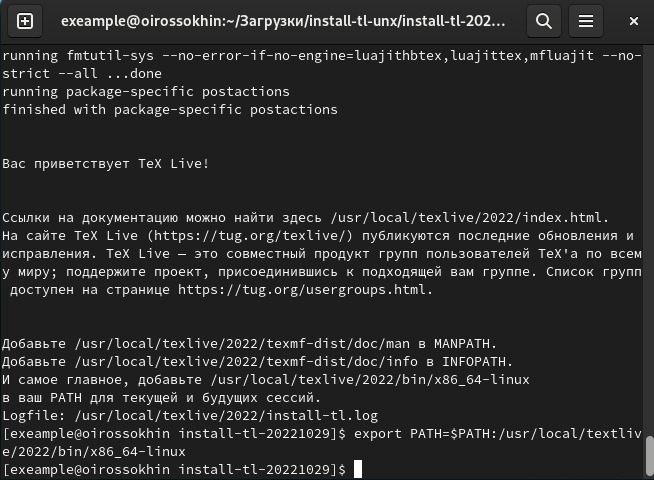 exeample@oirossokhin:~/Загрузки/install-tl-unx/install-tl-202…
running fmtutil-sys --no-error-if-no-engine=luajithbtex,luajittex,mfluajit --no-
strict --all ...done
running package-specific postactions
finished with package-specific postactions
Вас приветствует TeX Live!
Ссылки на документацию можно найти здесь /usr/local/texlive/2022/index.html.
На сайте TeX Live (https://tug.org/texlive/) публикуются последние обновления и
исправления. TeX Live — это совместный продукт групп пользователей TeX'а по всем
у миру; поддержите проект, присоединившись к подходящей вам группе. Список групп
доступен на странице https://tug.org/usergroups.html.
Добавьте /usr/local/texlive/2022/texmf-dist/doc/man в MANPATH.
Добавьте /usr/local/texlive/2022/texmf-dist/doc/info в INFOPATH.
И самое главное, добавьте /usr/local/texlive/2022/bin/x86_64-linux
в ваш PATH для текущей и будущих сессий.
Logfile: /usr/local/texlive/2022/install-tl.log
[exeample@oirossokhin install-tl-20221029]$ export PATH=$PATH:/usr/local/textliv
e/2022/bin/x86_64-linux
[exeample@oirossokhin install-tl-20221029]$